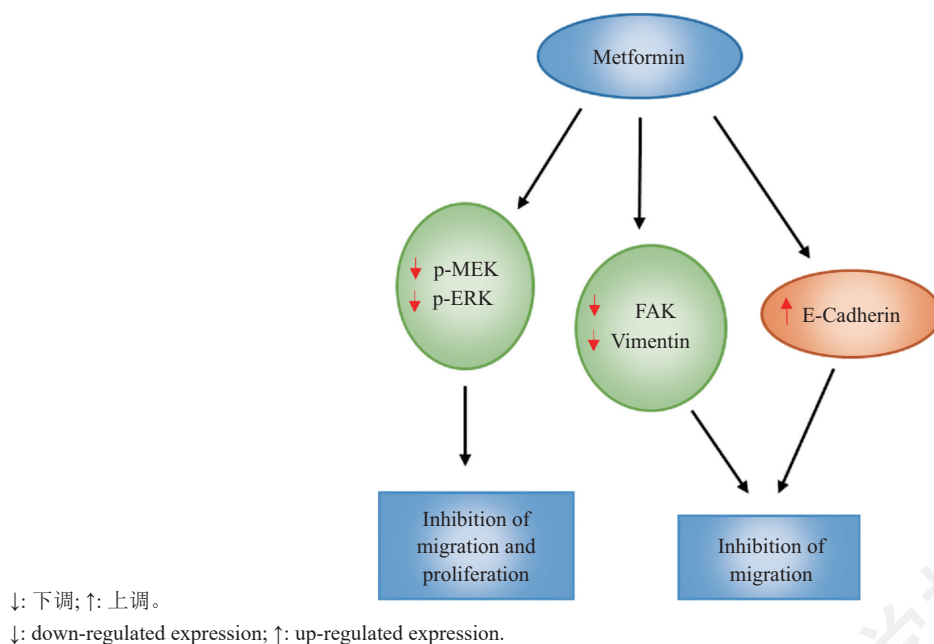 Metformin
↓ p-MEK
↓ p-ERK
↓ FAK
↓ Vimentin
↑ E-Cadherin
Inhibition of
migration and
proliferation
Inhibition of
migration
↓: 下调; ↑: 上调。
↓: down-regulated expression; ↑: up-regulated expression.